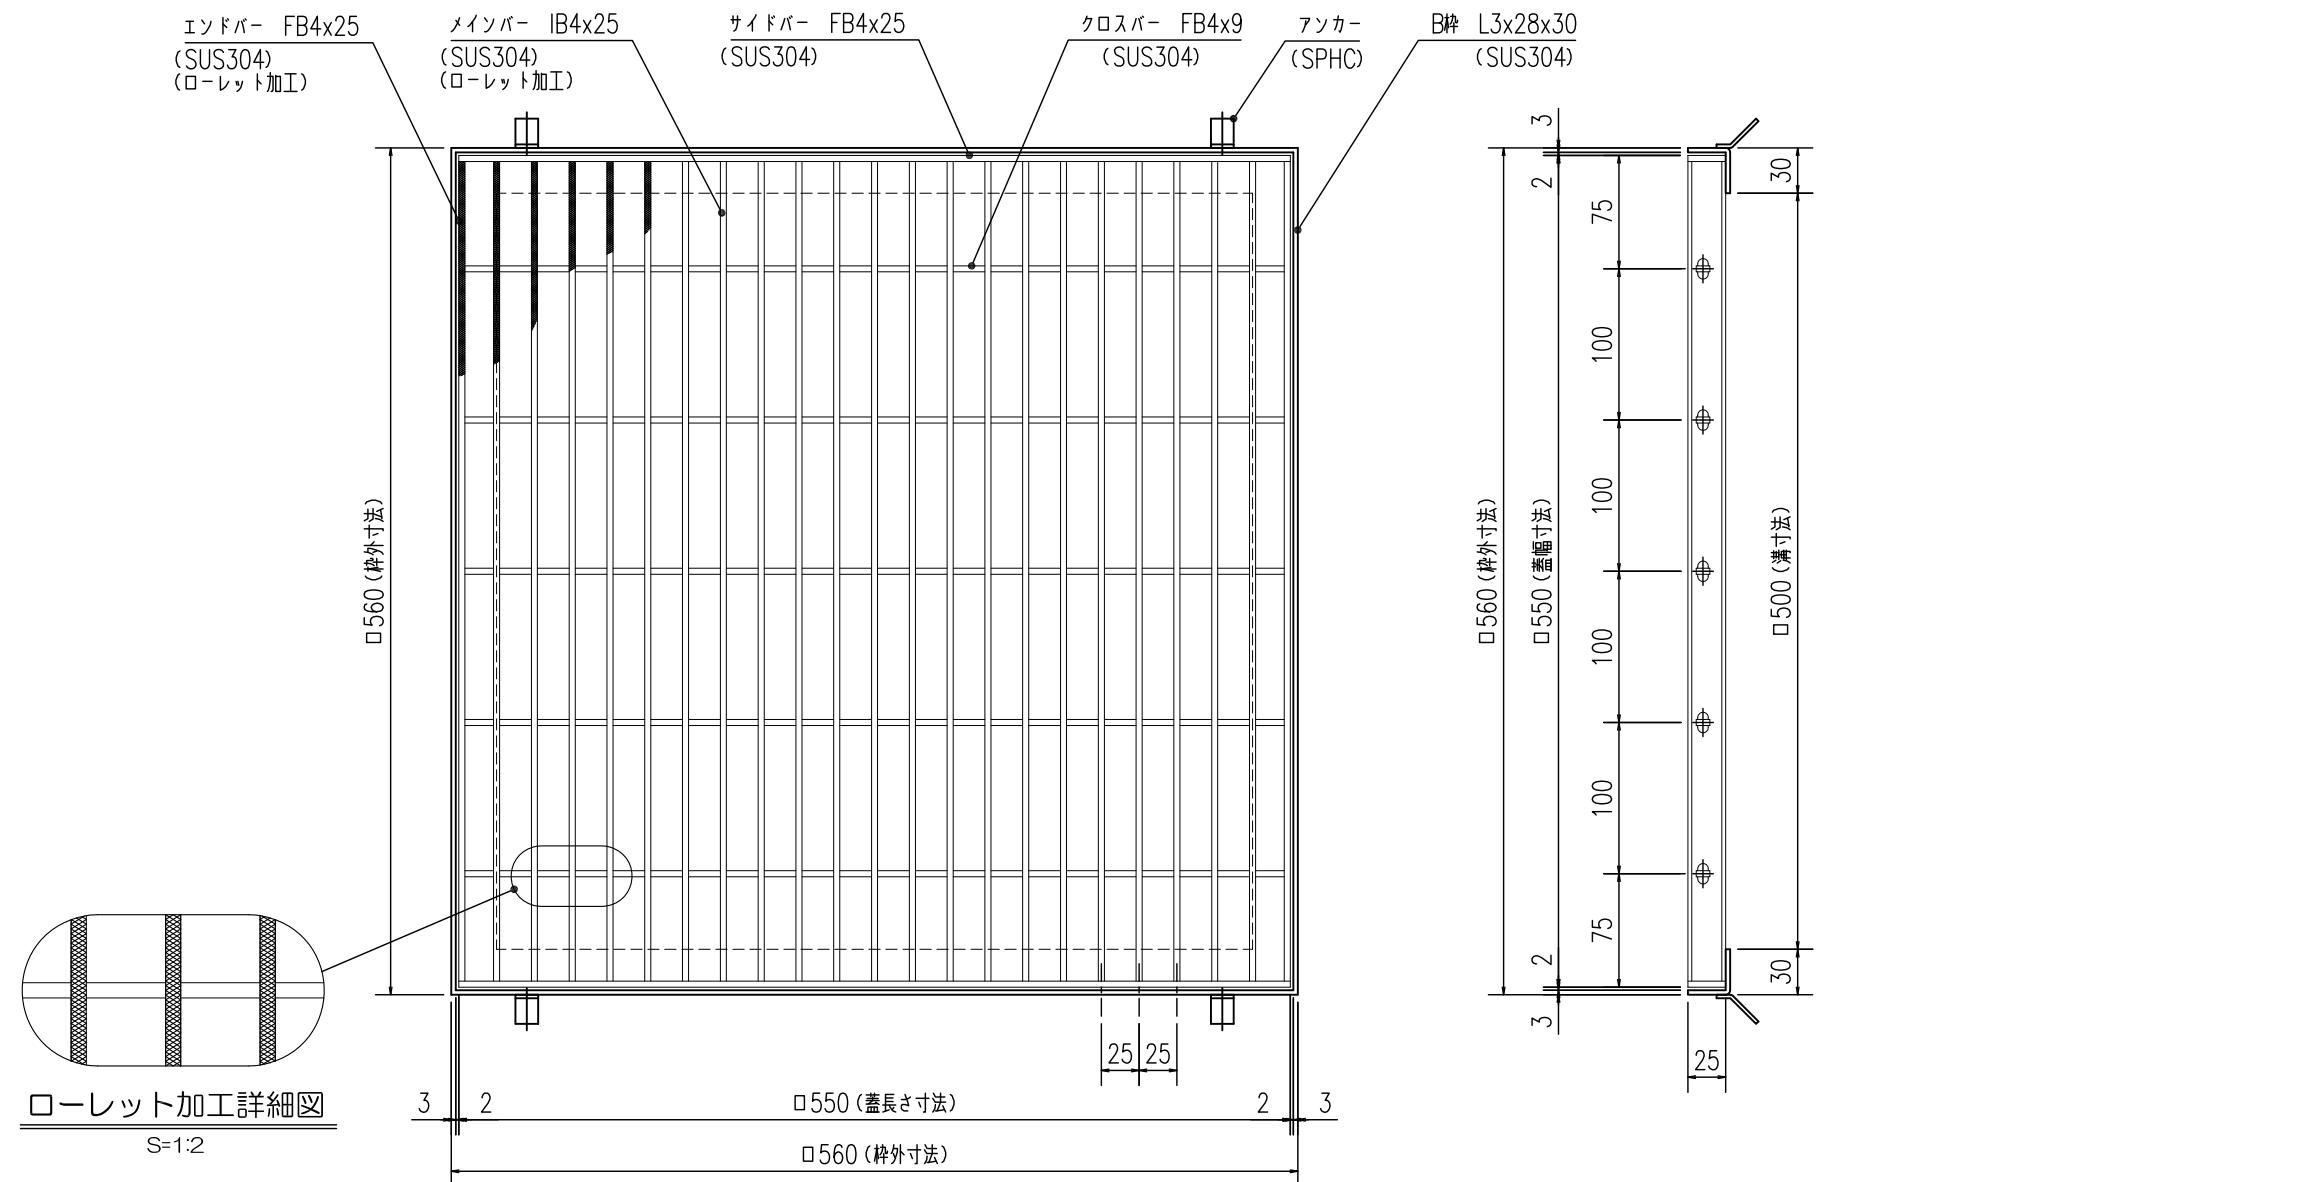 エンドバー FB4x25
(SUS304)
(ローレット加工)
メインバー IB4x25
(SUS304)
(ローレット加工)
サイドバー FB4x25
(SUS304)
クロスバー FB4x9
(SUS304)
アンカー
(SPHC)
B枠 L3x28x30
(SUS304)
□560(枠外寸法)
□560(枠外寸法)
3
2
□550(蓋幅寸法)
2
3
75
100
100
100
100
75
30
□500(溝寸法)
30
25
25
25
3
2
□550(蓋長さ寸法)
2
3
□560(枠外寸法)
ローレット加工詳細図
S=1:2